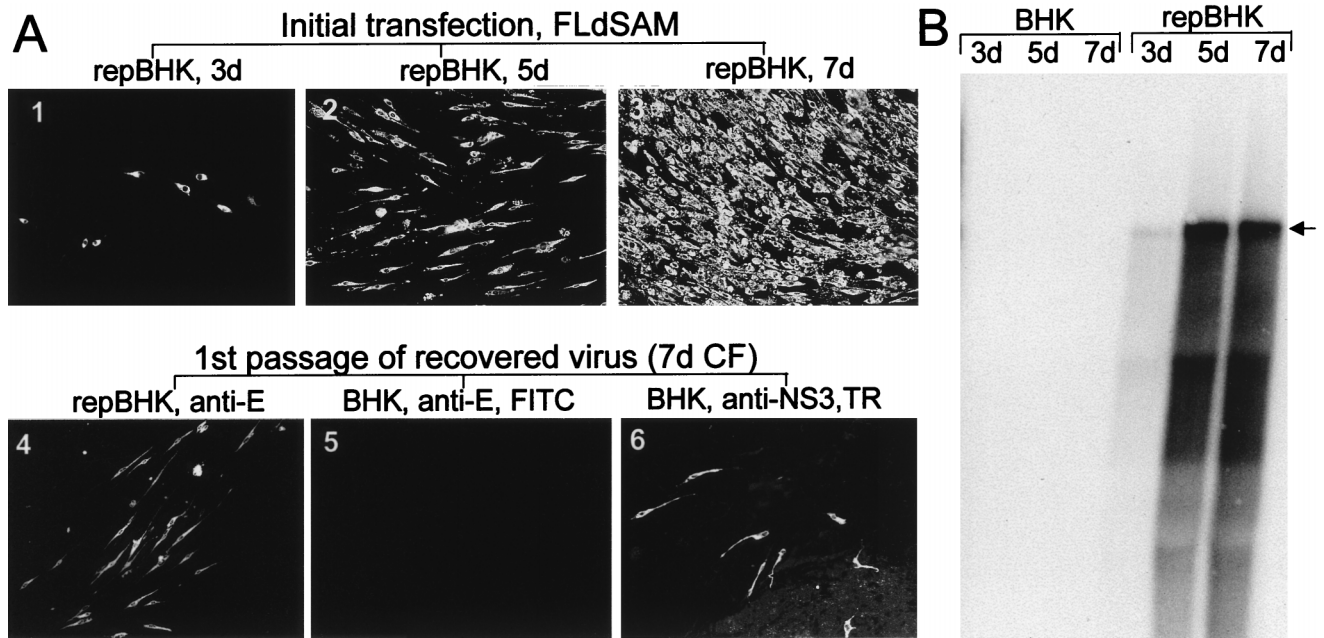 A
Initial transfection, FLdSAM
repBHK, 3d
repBHK, 5d
repBHK, 7d
1
2
3
1st passage of recovered virus (7d CF)
repBHK, anti-E
BHK, anti-E, FITC
BHK, anti-NS3,TR
4
5
6
B
BHK
repBHK
3d 5d 7d 3d 5d 7d